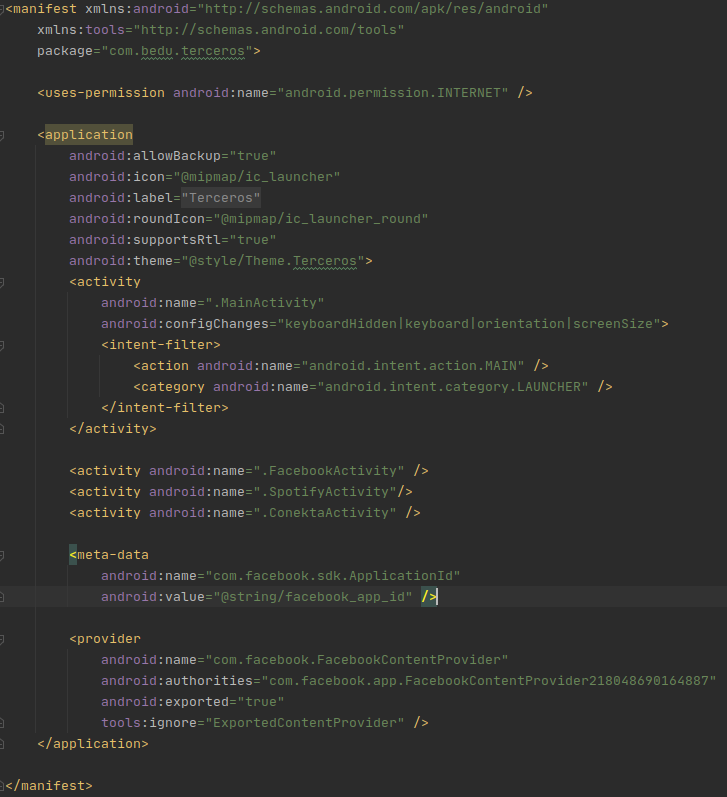 <manifest xmlns:android="http://schemas.android.com/apk/res/android"
xmlns:tools="http://schemas.android.com/tools"
package="com.bedu.terceros">
<uses-permission android:name="android.permission.INTERNET" />
<application
android:allowBackup="true"
android:icon="@mipmap/ic_launcher"
android:label="Terceros"
android:roundIcon="@mipmap/ic_launcher_round"
android:supportsRtl="true"
android:theme="@style/Theme.Terceros">
<activity
android:name=".MainActivity"
android:configChanges="keyboardHidden|keyboard|orientation|screenSize">
<intent-filter>
<action android:name="android.intent.action.MAIN" />
<category android:name="android.intent.category.LAUNCHER" />
</intent-filter>
</activity>
<activity android:name=".FacebookActivity" />
<activity android:name=".SpotifyActivity"/>
<activity android:name=".ConektaActivity" />
<meta-data
android:name="com.facebook.sdk.ApplicationId"
android:value="@string/facebook_app_id" />
<provider
android:name="com.facebook.FacebookContentProvider"
android:authorities="com.facebook.app.FacebookContentProvider218048690164887"
android:exported="true"
tools:ignore="ExportedContentProvider" />
</application>
</manifest>